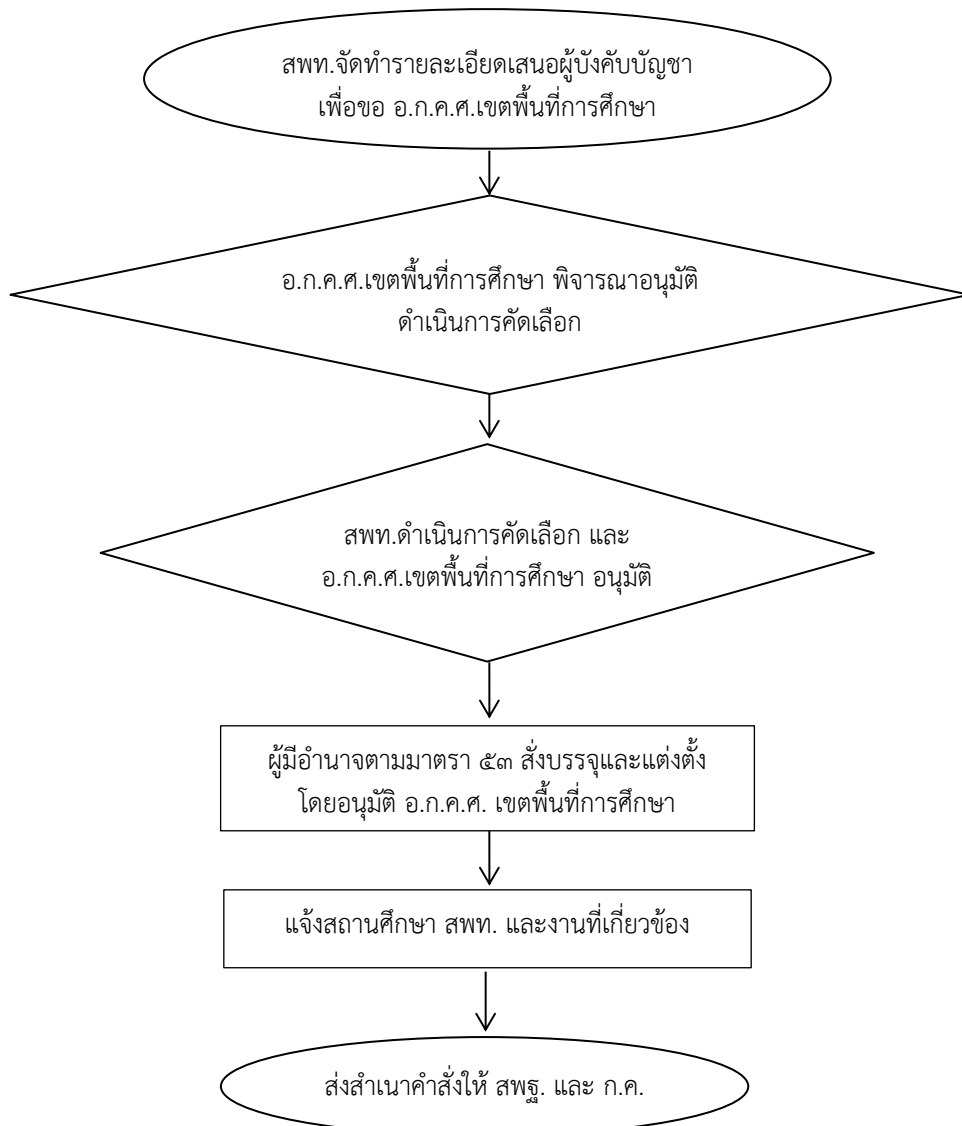 สพท.จัดทำรายละเอียดเสนอผู้บังคับบัญชา
เพื่อขอ อ.ก.ค.ศ.เขตพื้นที่การศึกษา
อ.ก.ค.ศ.เขตพื้นที่การศึกษา พิจารณาอนุมัติ
ดำเนินการคัดเลือก
สพท.ดำเนินการคัดเลือก และ
อ.ก.ค.ศ.เขตพื้นที่การศึกษา อนุมัติ
ผู้มีอำนาจตามมาตรา ๕๓ สั่งบรรจุและแต่งตั้ง
โดยอนุมัติ อ.ก.ค.ศ. เขตพื้นที่การศึกษา
แจ้งสถานศึกษา สพท. และงานที่เกี่ยวข้อง
ส่งสำเนาคำสั่งให้ สพฐ. และ ก.ค.